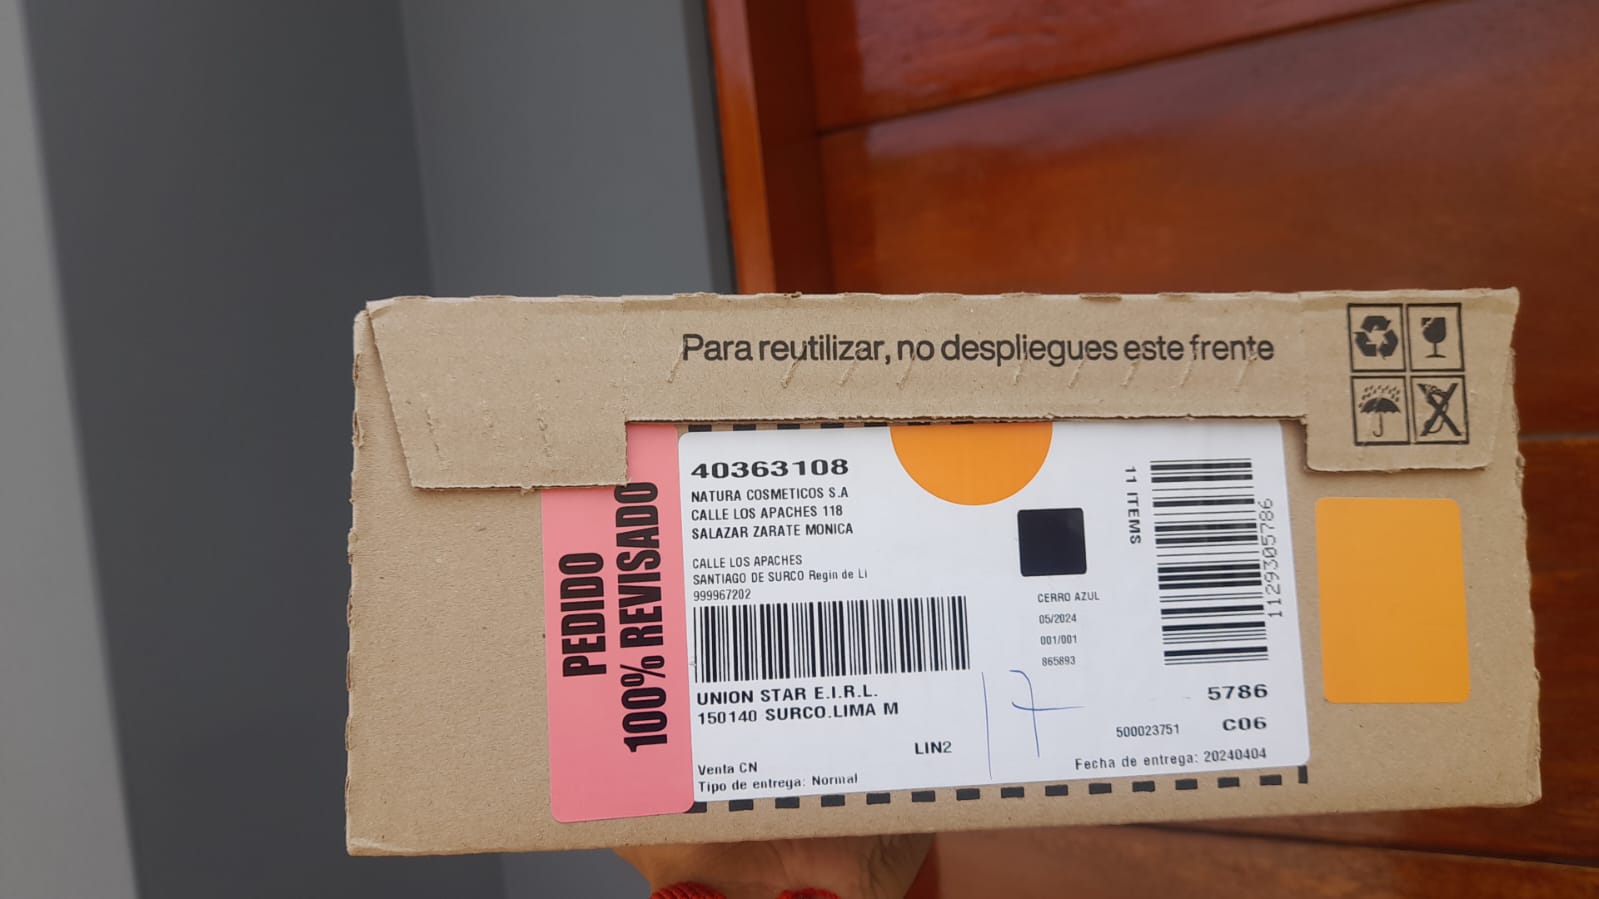 Para reutilizar, no despliegues este frente
PEDIDO
100% REVISADO
40363108
NATURA COSMETICOS S.A
CALLE LOS APACHES 118
SALAZAR ZARATE MONICA
CALLE LOS APACHES
SANTIAGO DE SURCO Regin de Li
999967202
UNION STAR E.I.R.L.
150140 SURCO.LIMA M
LIN2
Venta CN
Tipo de entrega: Normal
CERRO AZUL
05/2024
001/001
865893
17
11 ITEMS
1129305786
5786
500023751 C06
Fecha de entrega: 20240404